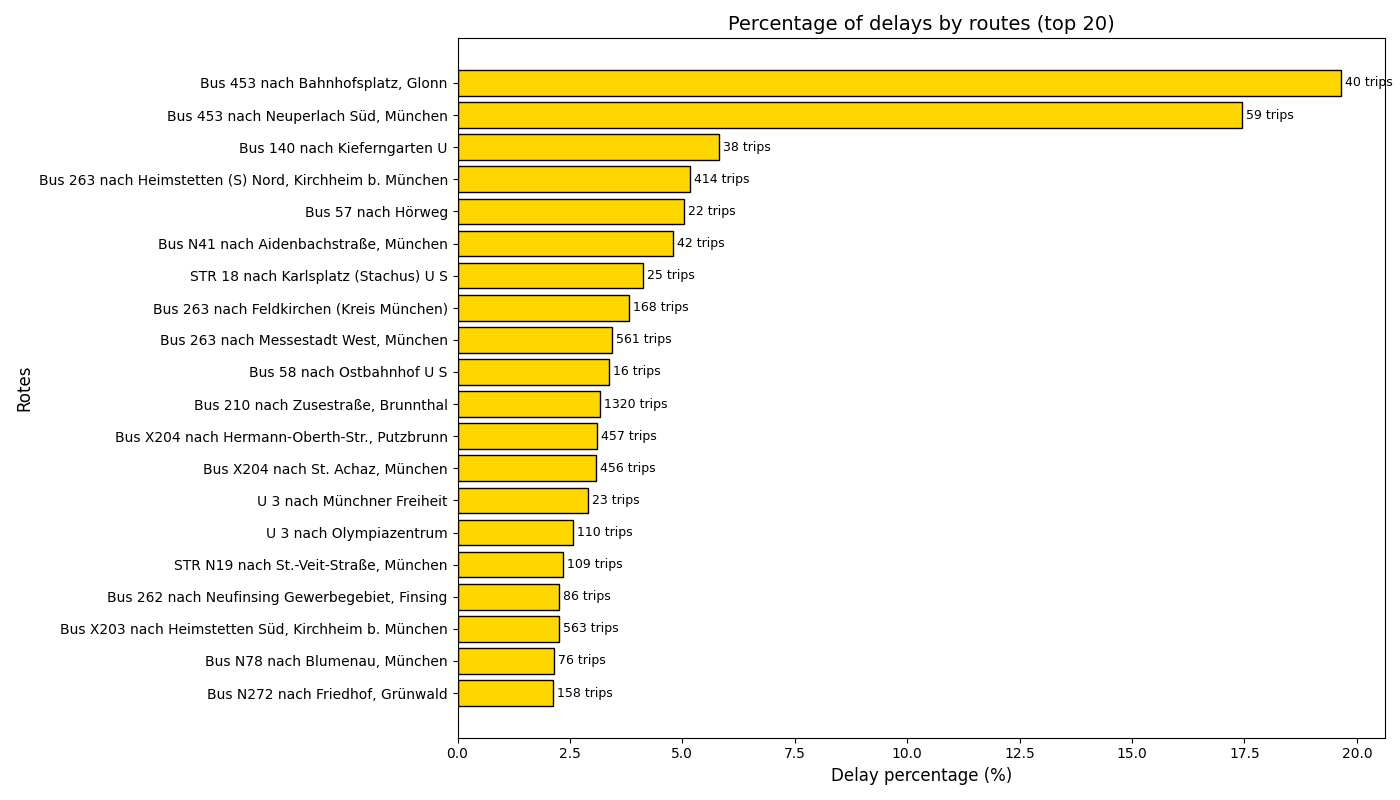 Percentage of delays by routes (top 20)
Bus 453 nach Bahnhofsplatz, Glonn 40 trips
Bus 453 nach Neuperlach Süd, München 59 trips
Bus 140 nach Kieferngarten U 38 trips
Bus 263 nach Heimstetten (S) Nord, Kirchheim b. München 414 trips
Bus 57 nach Hörweg 22 trips
Bus N41 nach Aidenbachstraße, München 42 trips
STR 18 nach Karlsplatz (Stachus) U S 25 trips
Bus 263 nach Feldkirchen (Kreis München) 168 trips
Bus 263 nach Messestadt West, München 561 trips
Bus 58 nach Ostbahnhof U S 16 trips
Bus 210 nach Zusestraße, Brunnthal 1320 trips
Bus X204 nach Hermann-Oberth-Str., Putzbrunn 457 trips
Bus X204 nach St. Achaz, München 456 trips
U 3 nach Münchner Freiheit 23 trips
U 3 nach Olympiazentrum 110 trips
STR N19 nach St.-Veit-Straße, München 109 trips
Bus 262 nach Neufinsing Gewerbegebiet, Finsing 86 trips
Bus X203 nach Heimstetten Süd, Kirchheim b. München 563 trips
Bus N78 nach Blumenau, München 76 trips
Bus N272 nach Friedhof, Grünwald 158 trips
Rotes
0.0 2.5 5.0 7.5 10.0 12.5 15.0 17.5 20.0
Delay percentage (%)